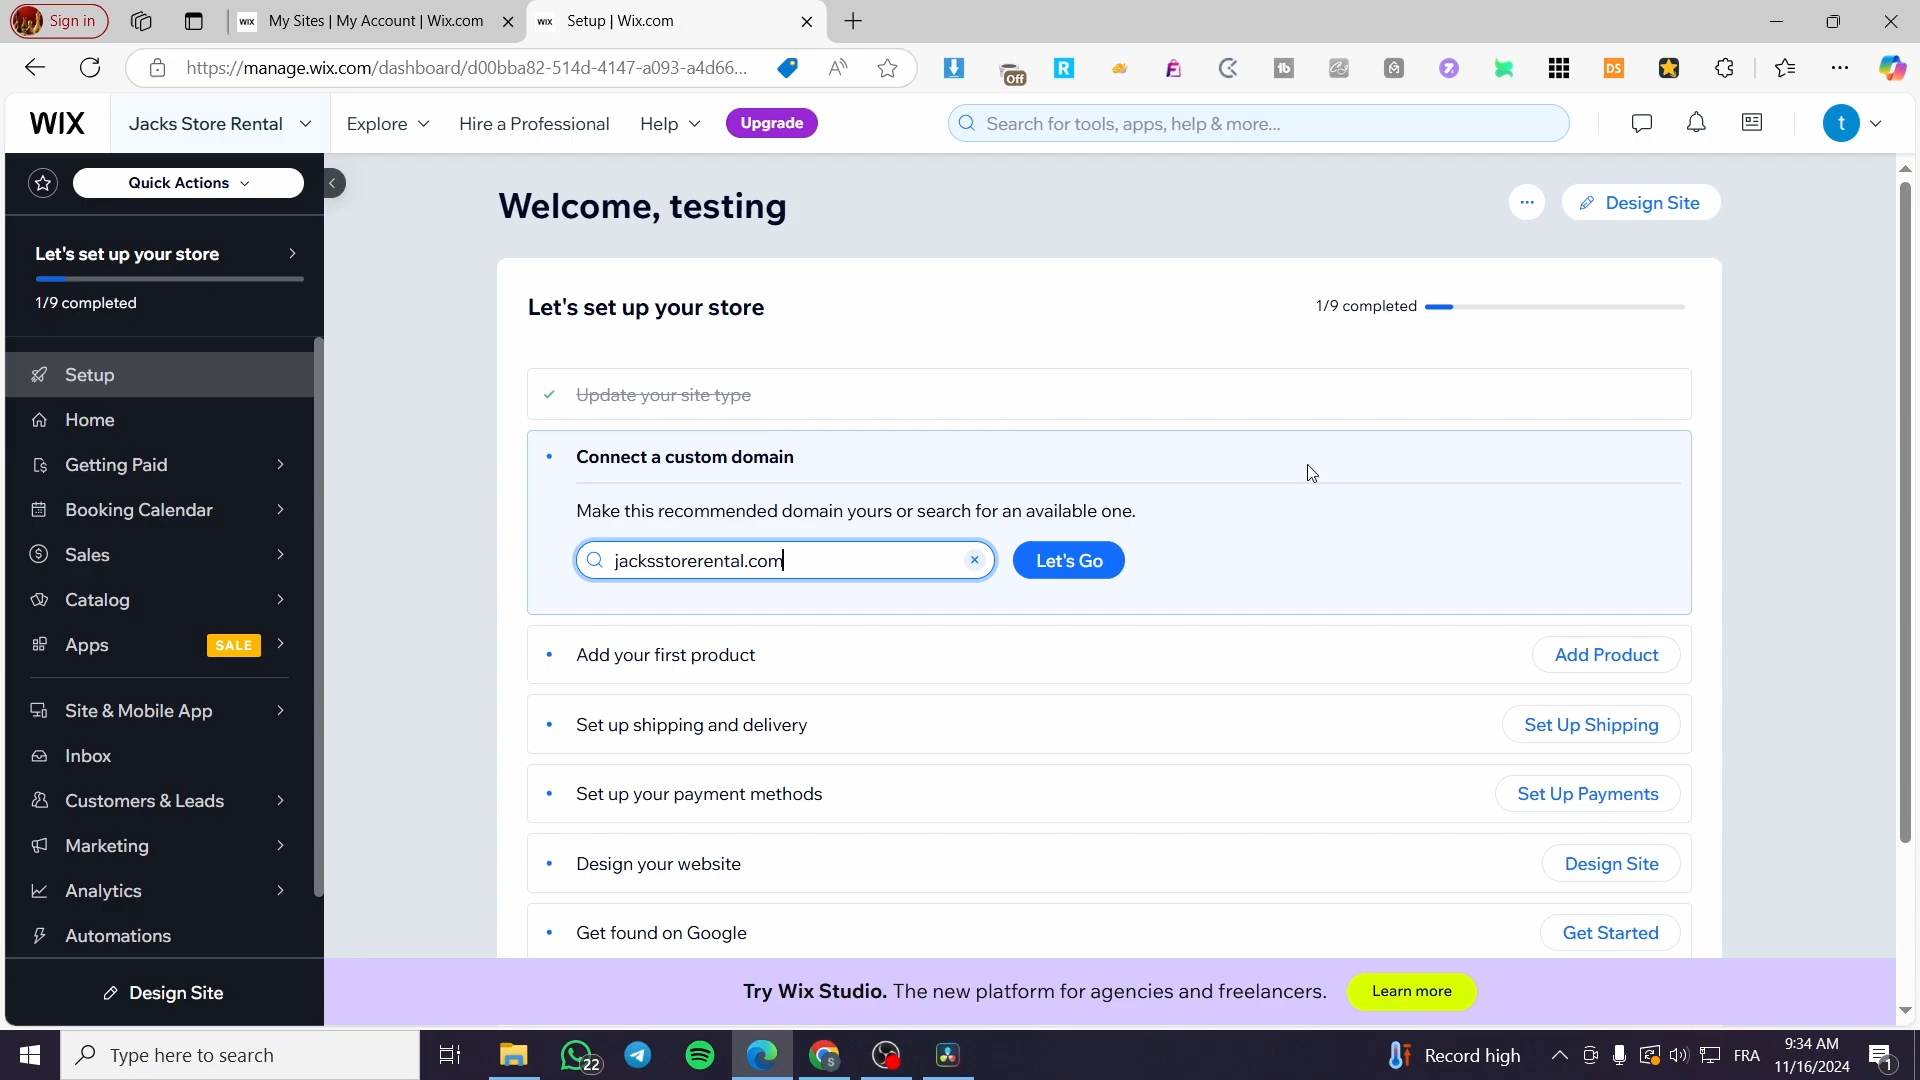 Sign in
WIX My Sites | My Account | Wix.com
WIX Setup | Wix.com
https://manage.wix.com/dashboard/d00bba82-514d-4147-a093-a4d66...
Off
R
tb
DS
WIX
Jacks Store Rental
Explore
Hire a Professional
Help
Upgrade
Search for tools, apps, help & more...
t
Quick Actions
Let's set up your store
1/9 completed
Setup
Home
Getting Paid
Booking Calendar
Sales
Catalog
Apps SALE
Site & Mobile App
Inbox
Customers & Leads
Marketing
Analytics
Automations
Design Site
Welcome, testing
Design Site
Let's set up your store
1/9 completed
Update your site type
Connect a custom domain
Make this recommended domain yours or search for an available one.
jacksstorerental.com
Let's Go
Add your first product
Add Product
Set up shipping and delivery
Set Up Shipping
Set up your payment methods
Set Up Payments
Design your website
Design Site
Get found on Google
Get Started
Try Wix Studio. The new platform for agencies and freelancers.
Learn more
Type here to search
22
S
Record high
FRA
9:34 AM
11/16/2024
1